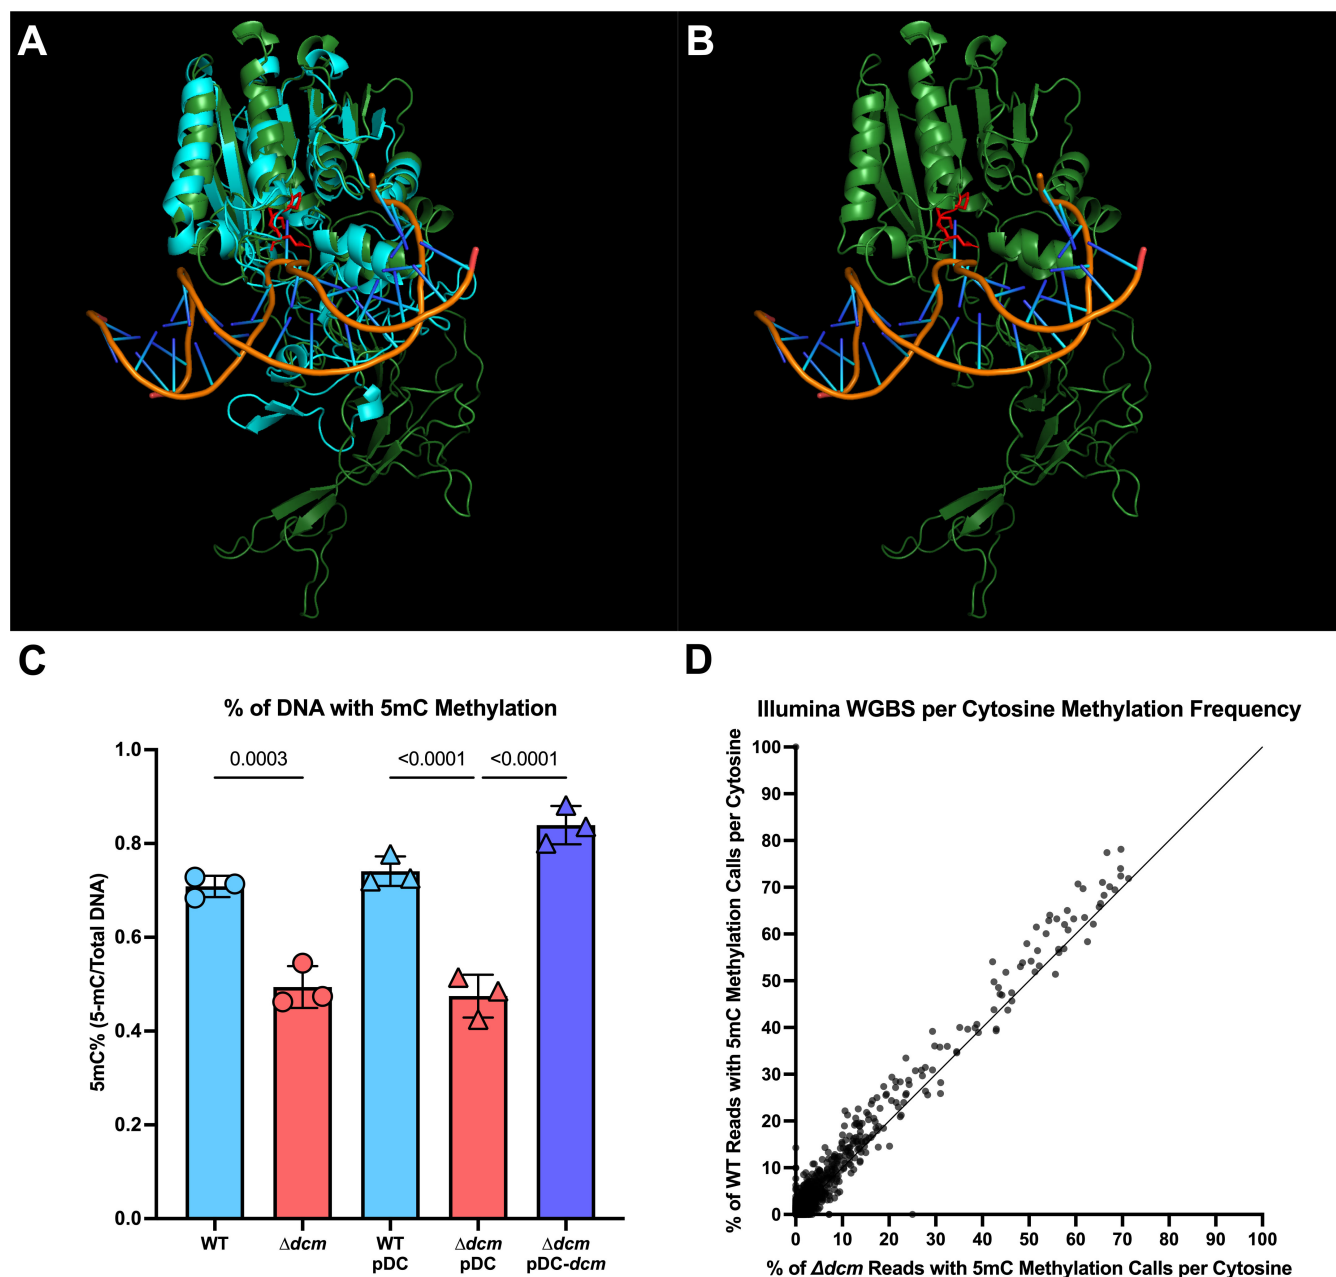 A
B
C
% of DNA with 5mC Methylation
0.0003
<0.0001
<0.0001
1.0
0.8
0.6
0.4
0.2
0.0
5mC% (5-mC/Total DNA)
WT
Δdcm
WT
pDC
Δdcm
pDC
Δdcm
pDC-dcm
D
Illumina WGBS per Cytosine Methylation Frequency
% of WT Reads with 5mC Methylation Calls per Cytosine
100
90
80
70
60
50
40
30
20
10
0
0 10 20 30 40 50 60 70 80 90 100
% of Δdcm Reads with 5mC Methylation Calls per Cytosine